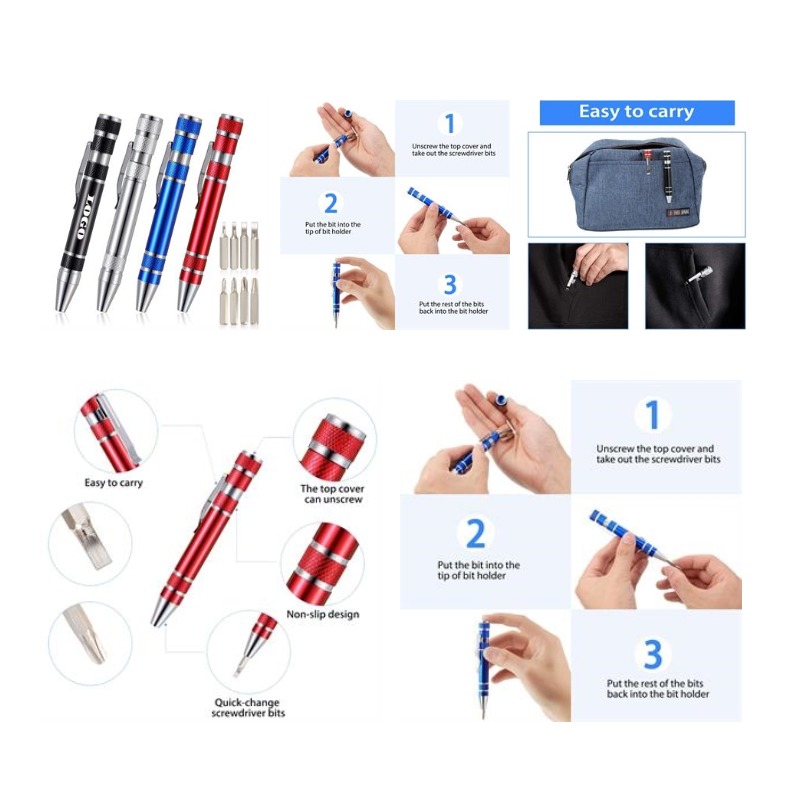 LOGO
1
Unscrew the top cover and
take out the screwdriver bits
2
Put the bit into the
tip of bit holder
3
Put the rest of the bits
back into the bit holder
Easy to carry
Easy to carry
The top cover
can unscrew
Non-slip design
Quick-change
screwdriver bits
1
Unscrew the top cover and
take out the screwdriver bits
2
Put the bit into the
tip of bit holder
3
Put the rest of the bits
back into the bit holder